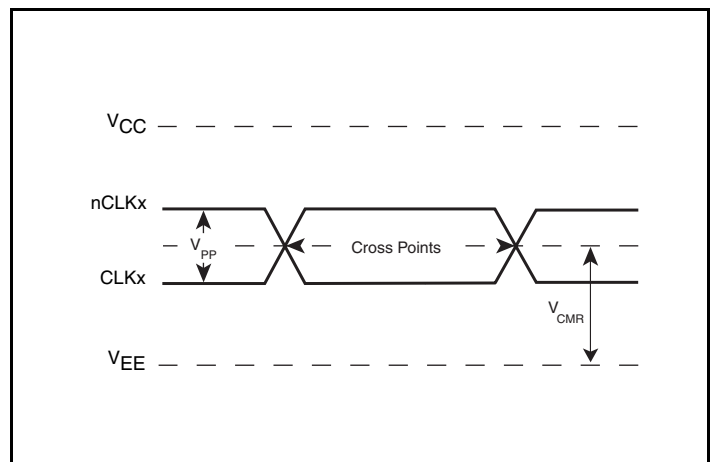 VCC
nCLKx
VPP
Cross Points
CLKx
VCMR
VEE